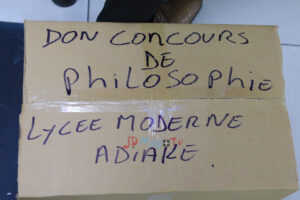 DON CONCOURS
DE
PHILOSOPHIE
LYCEE MODERNE
ADIAKE.